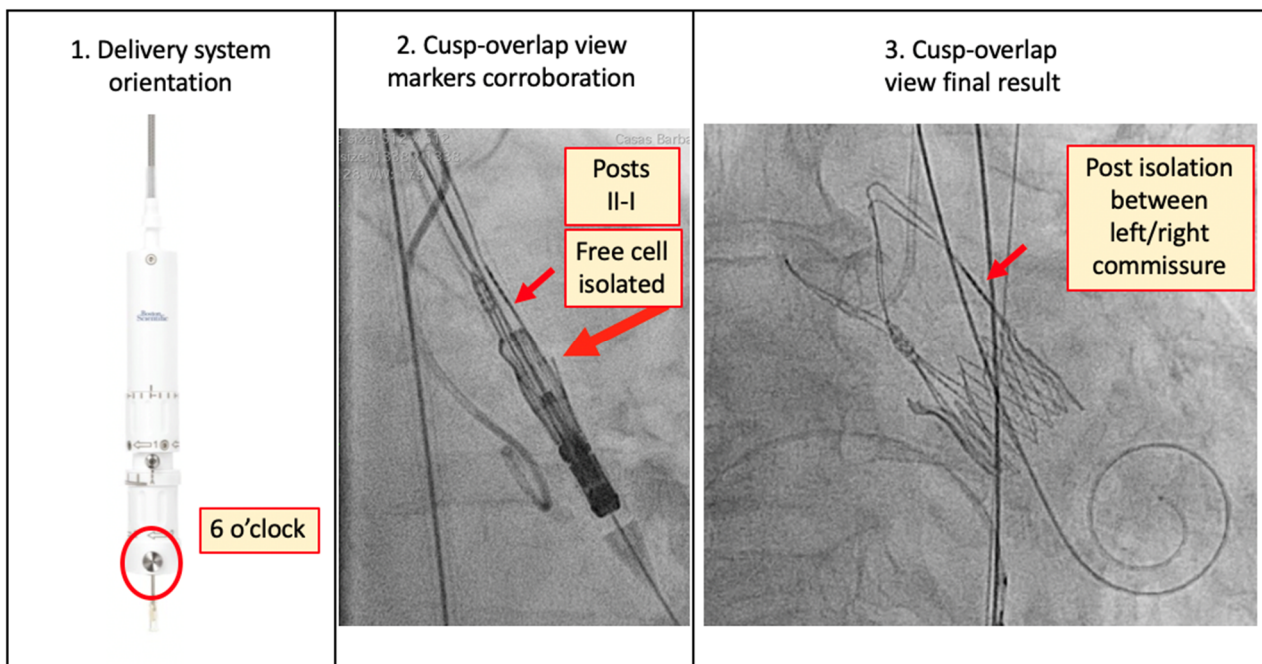 1. Delivery system
orientation
Boston
Scientific
6 o’clock
2. Cusp-overlap view
markers corroboration
Casas Barba
Posts
II-I
Free cell
isolated
3. Cusp-overlap
view final result
Post isolation
between
left/right
commissure